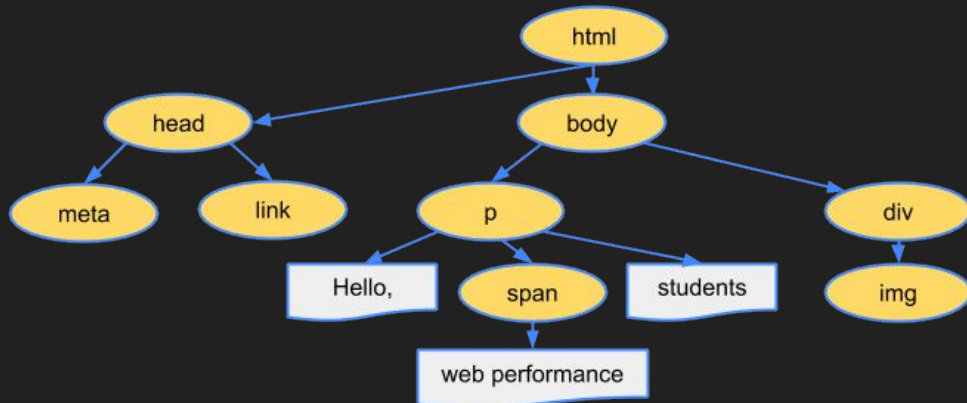 html
head
body
meta
link
p
div
Hello,
span
students
img
web performance